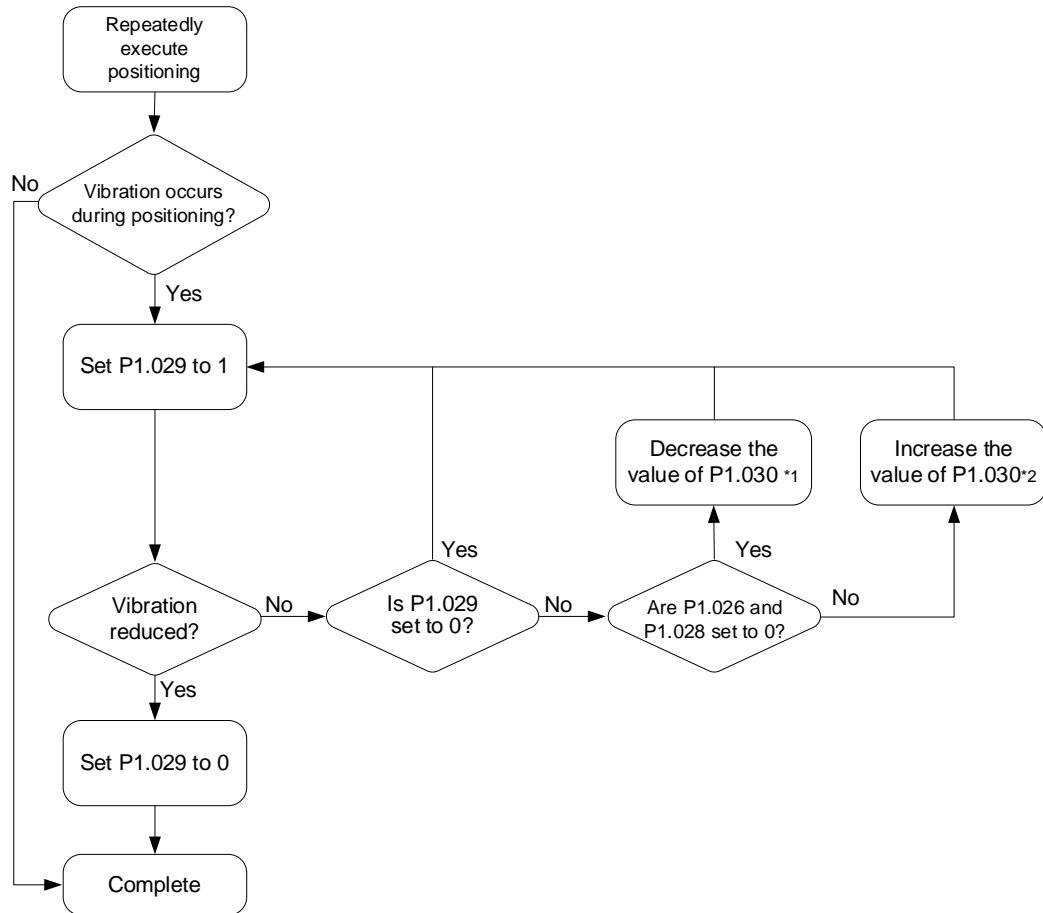 Repeatedly
execute
positioning
No
Vibration occurs
during positioning?
Yes
Set P1.029 to 1
Decrease the
value of P1.030 *1
Increase the
value of P1.030*2
Yes
Yes
Vibration
reduced?
No
Is P1.029
set to 0?
No
Are P1.026 and
P1.028 set to 0?
No
Yes
Set P1.029 to 0
Complete